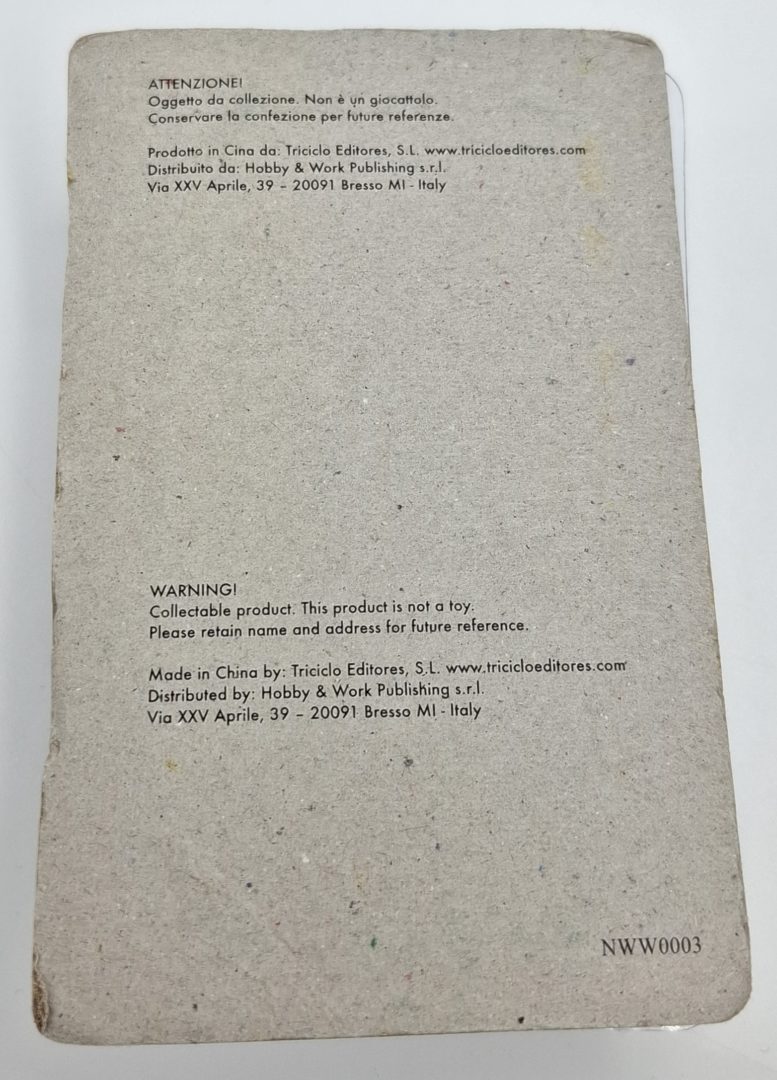 ATTENZIONE!
Oggetto da collezione. Non è un giocattolo.
Conservare la confezione per future referenze.
Prodotto in Cina da: Triciclo Editores, S.L. www.tricicloeditores.com
Distribuito da: Hobby & Work Publishing s.r.l.
Via XXV Aprile, 39 – 20091 Bresso MI - Italy
WARNING!
Collectable product. This product is not a toy.
Please retain name and address for future reference.
Made in China by: Triciclo Editores, S.L. www.tricicloeditores.com
Distributed by: Hobby & Work Publishing s.r.l.
Via XXV Aprile, 39 – 20091 Bresso MI - Italy
NWW0003